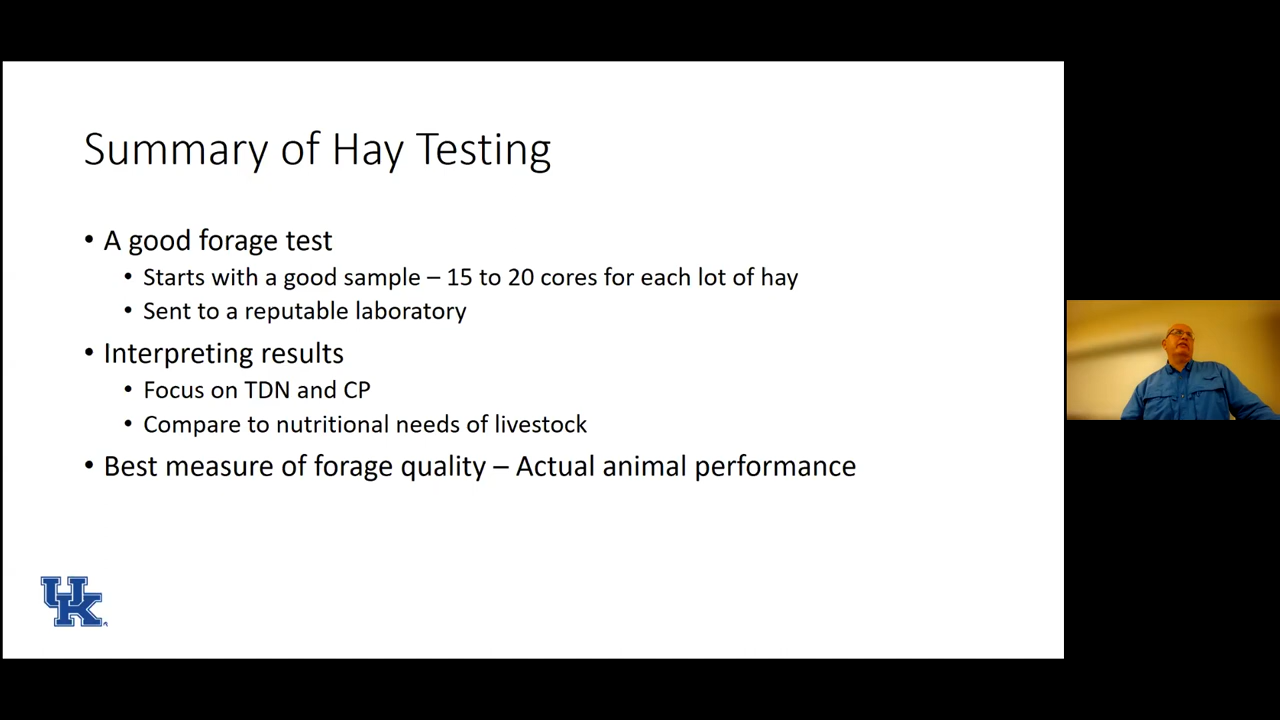 Summary of Hay Testing
• A good forage test
• Starts with a good sample – 15 to 20 cores for each lot of hay
• Sent to a reputable laboratory
• Interpreting results
• Focus on TDN and CP
• Compare to nutritional needs of livestock
• Best measure of forage quality – Actual animal performance
UK